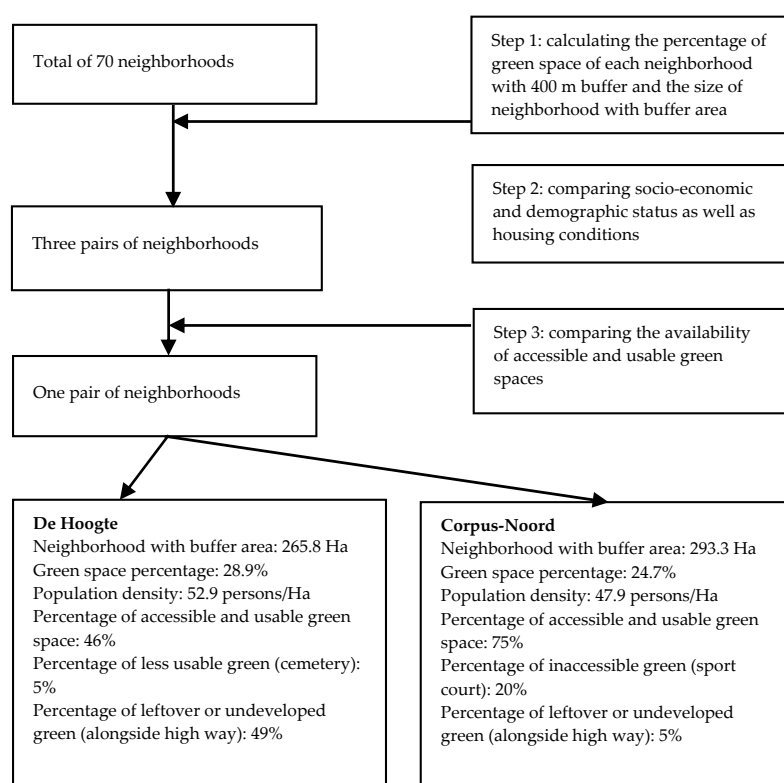 Total of 70 neighborhoods
Step 1: calculating the percentage of
green space of each neighborhood
with 400 m buffer and the size of
neighborhood with buffer area
Step 2: comparing socio-economic
and demographic status as well as
housing conditions
Three pairs of neighborhoods
Step 3: comparing the availability
of accessible and usable green
spaces
One pair of neighborhoods
De Hoogte
Neighborhood with buffer area: 265.8 Ha
Green space percentage: 28.9%
Population density: 52.9 persons/Ha
Percentage of accessible and usable green
space: 46%
Percentage of less usable green (cemetery):
5%
Percentage of leftover or undeveloped
green (alongside high way): 49%
Corpus-Noord
Neighborhood with buffer area: 293.3 Ha
Green space percentage: 24.7%
Population density: 47.9 persons/Ha
Percentage of accessible and usable green
space: 75%
Percentage of inaccessible green (sport
court): 20%
Percentage of leftover or undeveloped
green (alongside high way): 5%